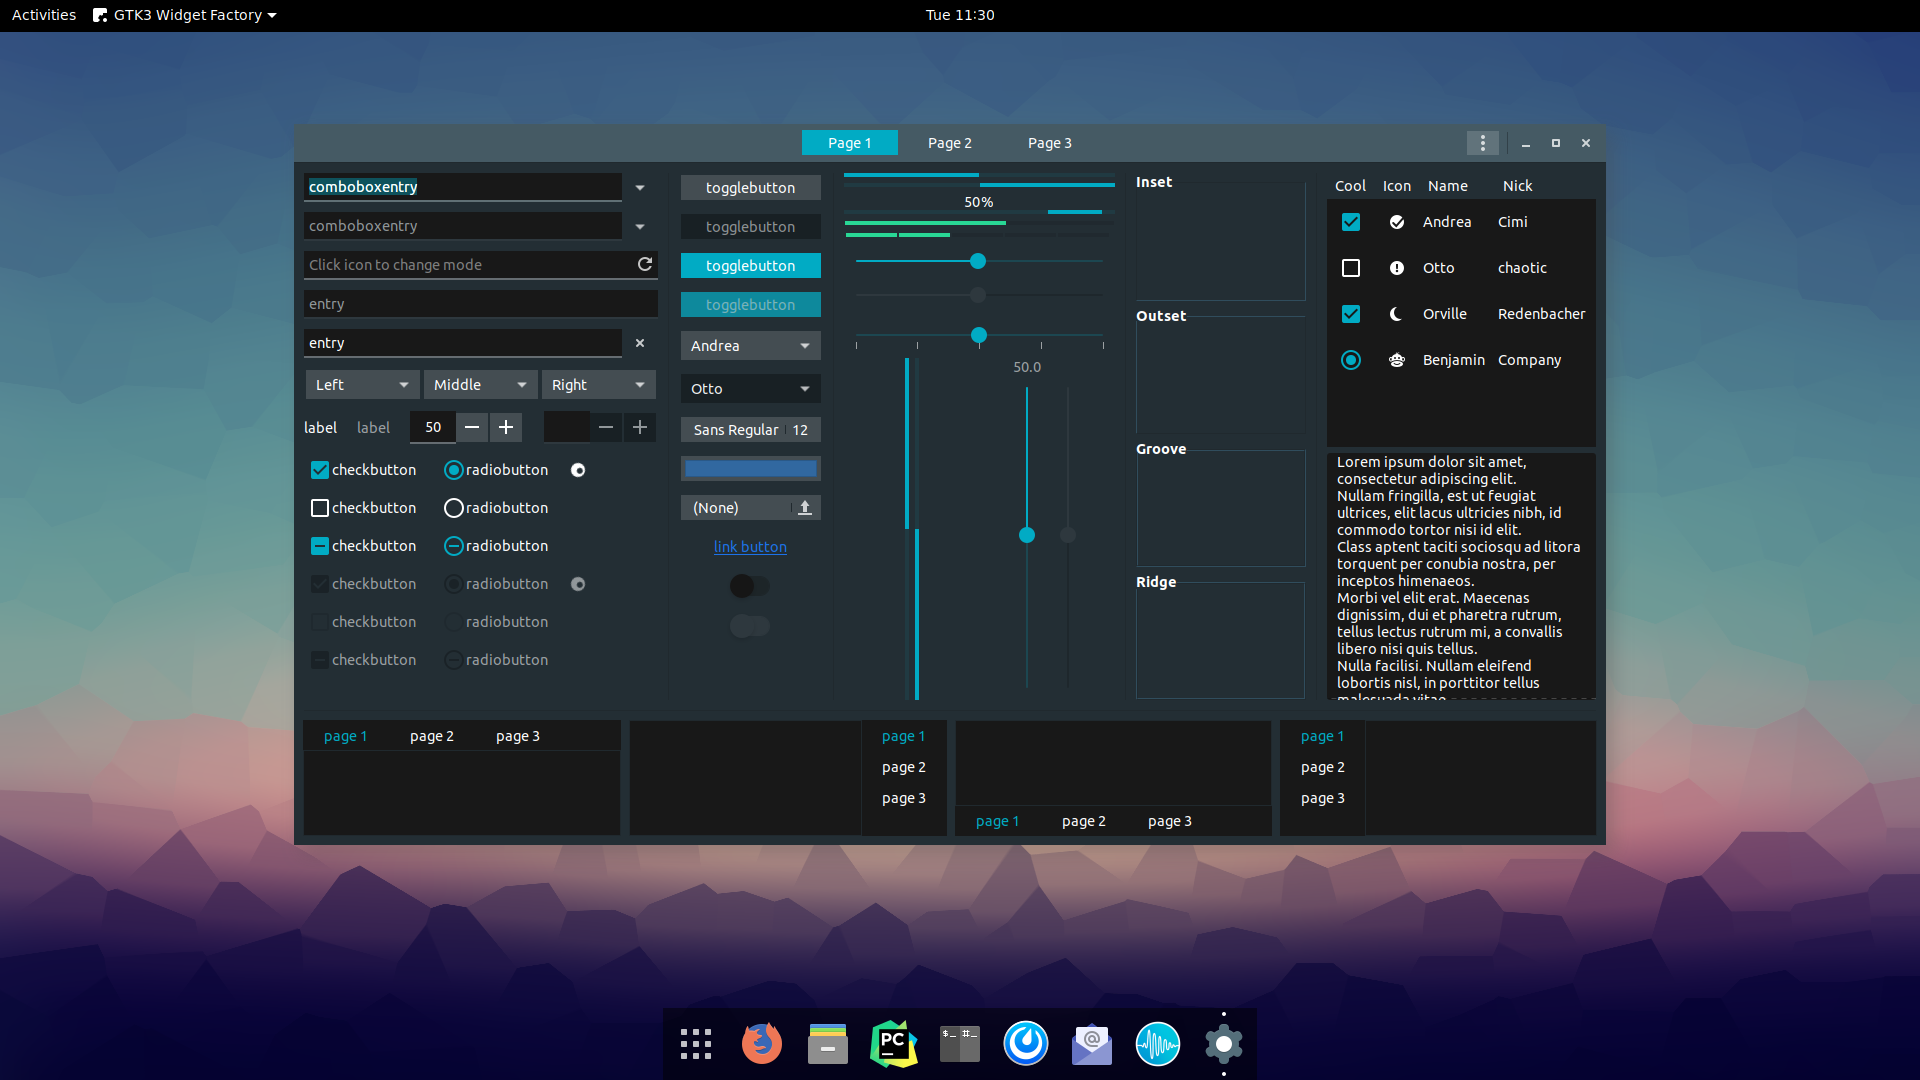 Activities
GTK3 Widget Factory
Tue 11:30
Page 1
Page 2
Page 3
comboboxentry
comboboxentry
Click icon to change mode
entry
entry
Left
Middle
Right
label
label
50
checkbutton
radiobutton
checkbutton
radiobutton
checkbutton
radiobutton
checkbutton
radiobutton
checkbutton
radiobutton
checkbutton
radiobutton
togglebutton
togglebutton
togglebutton
togglebutton
Andrea
Otto
Sans Regular
12
(None)
link button
50%
50.0
Inset
Outset
Groove
Ridge
Cool
Icon
Name
Nick
Andrea
Cimi
Otto
chaotic
Orville
Redenbacher
Benjamin
Company
Lorem ipsum dolor sit amet,
consectetur adipiscing elit.
Nullam fringilla, est ut feugiat
ultrices, elit lacus ultricies nibh, id
commodo tortor nisi id elit.
Class aptent taciti sociosqu ad litora
torquent per conubia nostra, per
inceptos himenaeos.
Morbi vel elit erat. Maecenas
dignissim, dui et pharetra rutrum,
tellus lectus rutrum mi, a convallis
libero nisi quis tellus.
Nulla facilisi. Nullam eleifend
lobortis nisl, in porttitor tellus
malesuada vitae.
page 1
page 2
page 3
page 1
page 2
page 3
page 1
page 2
page 3
page 1
page 2
page 3
PC
$_
#_
@